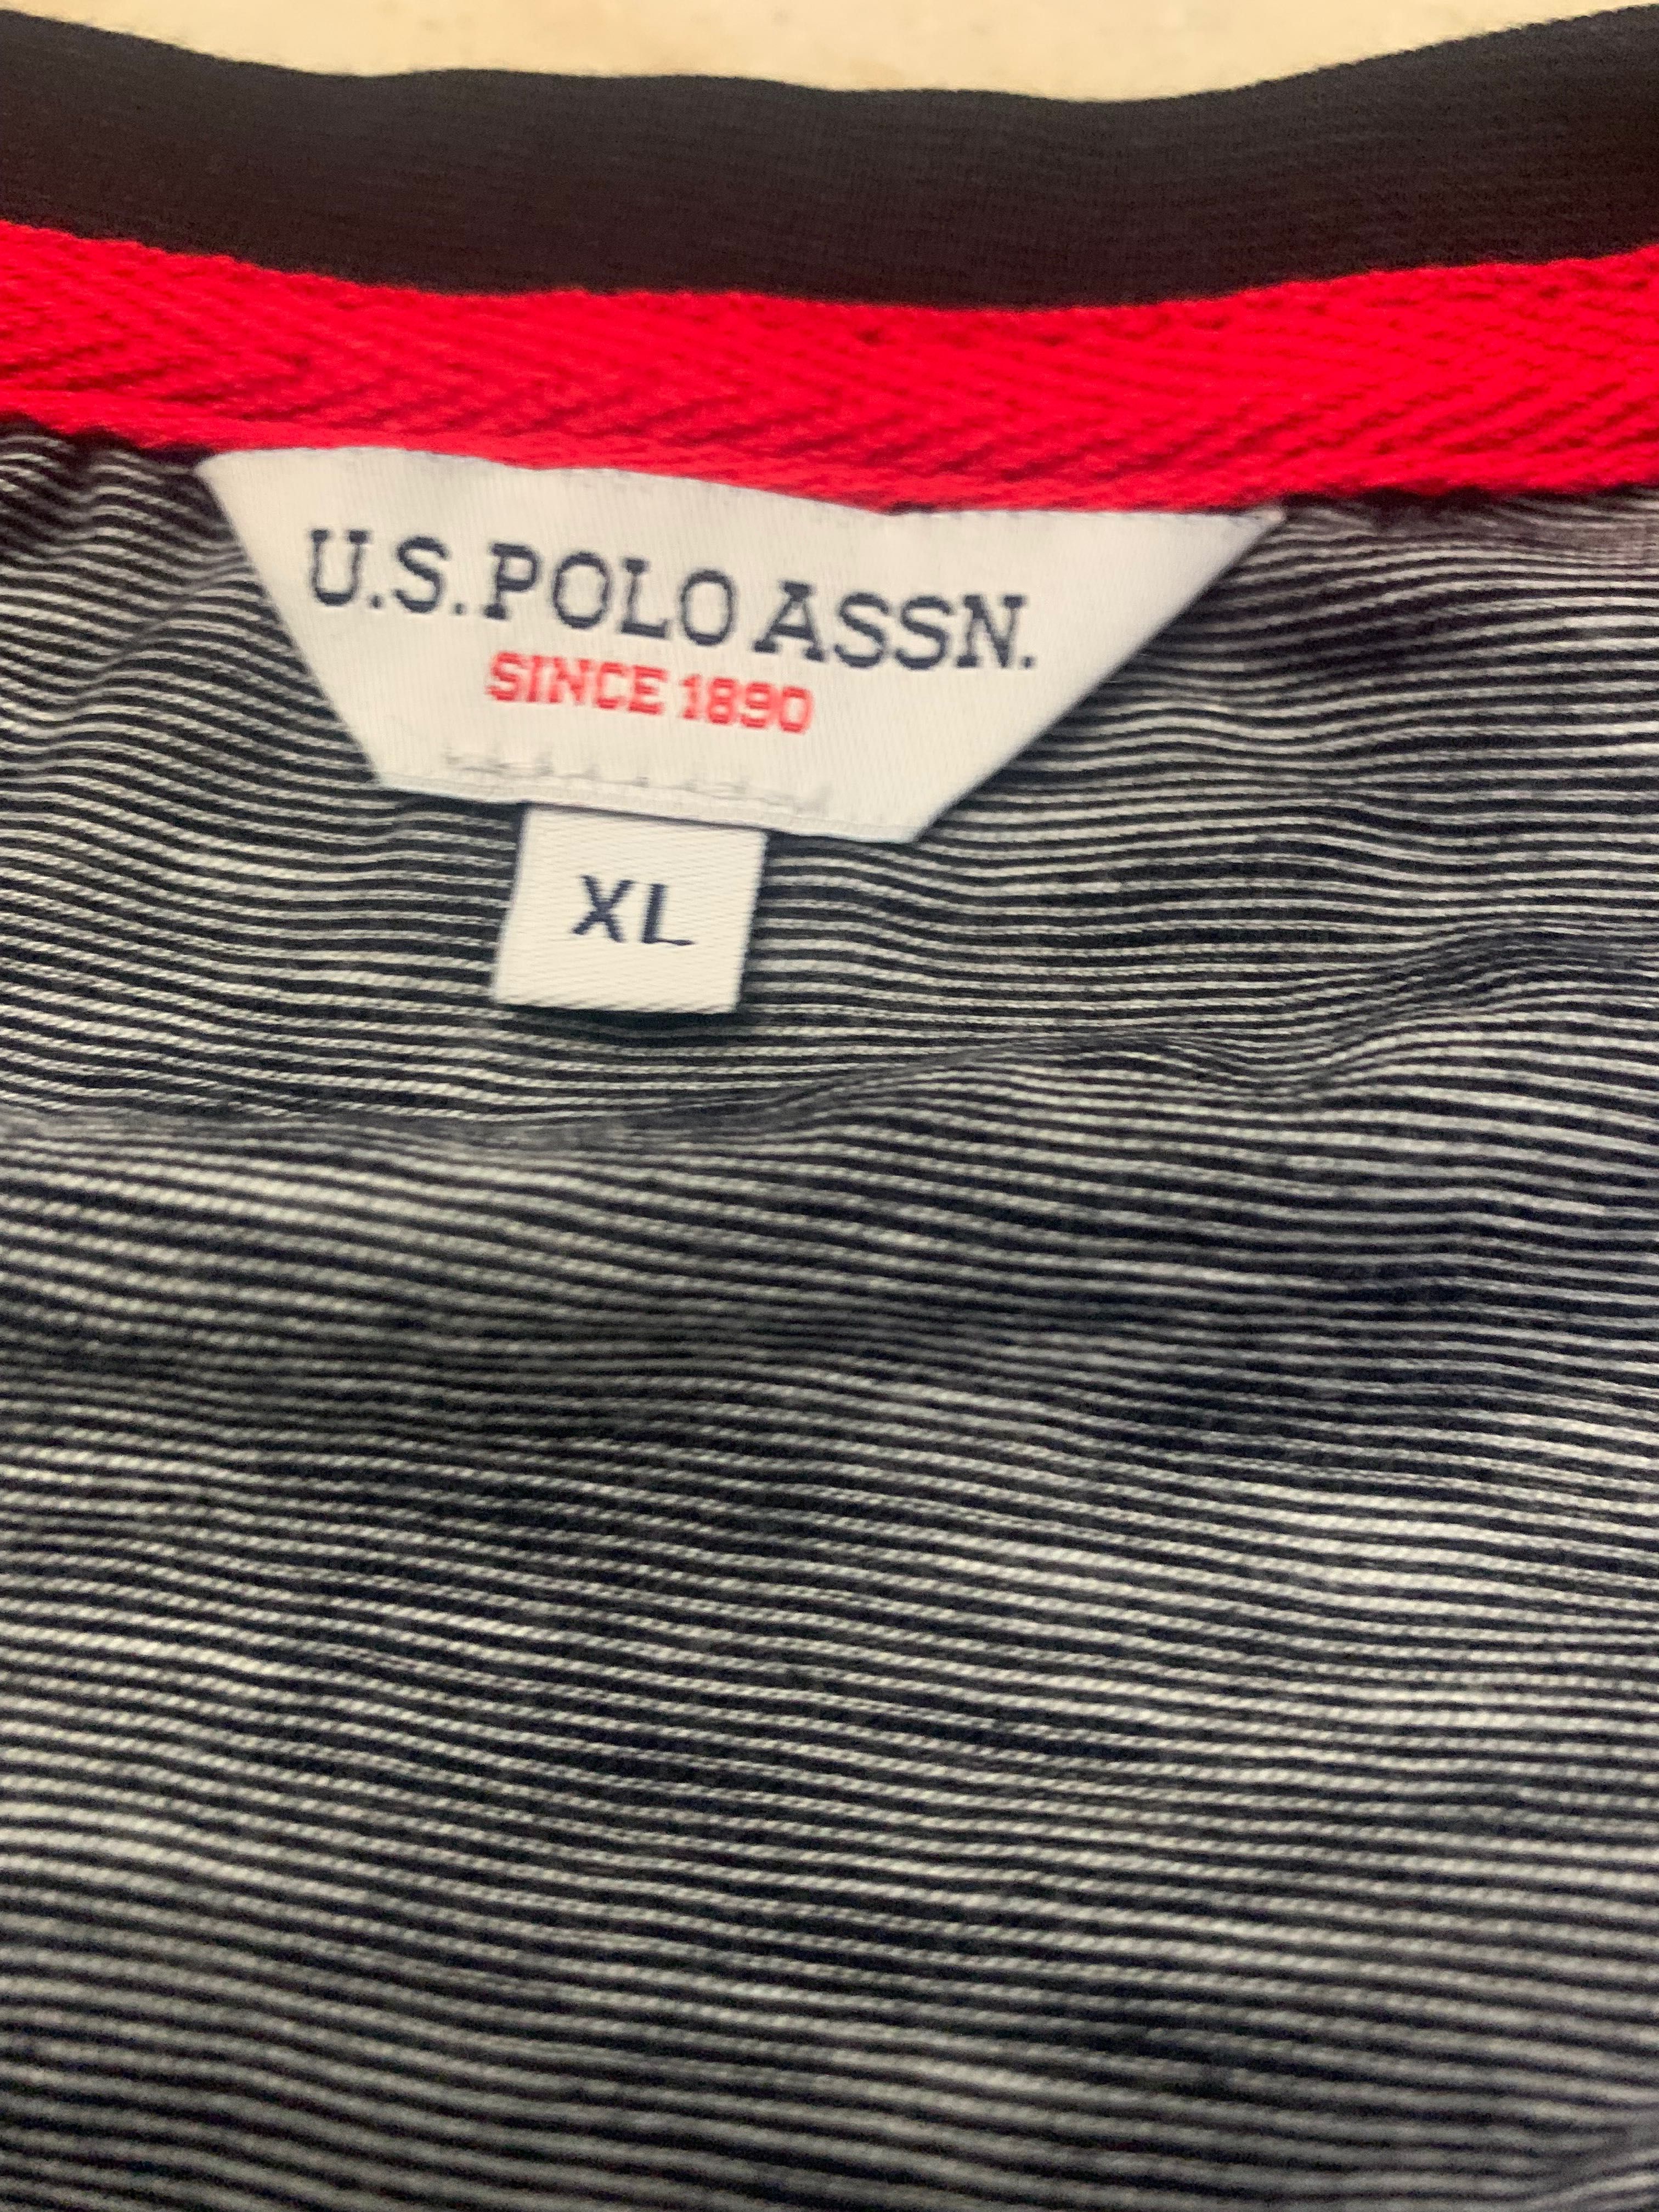 U.S. POLO ASSN.
SINCE 1890
XL